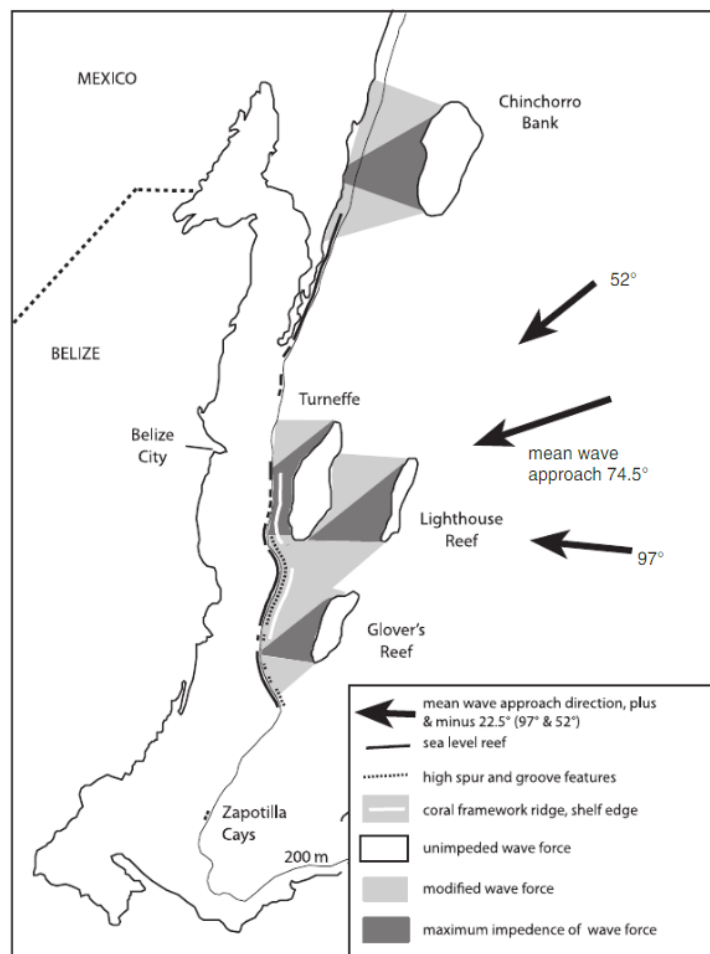 MEXICO
Chinchorro
Bank
52°
BELIZE
Turneffe
Belize
City
mean wave
approach 74.5°
Lighthouse
Reef
97°
Glover's
Reef
mean wave approach direction, plus
& minus 22.5° (97° & 52°)
sea level reef
high spur and groove features
coral framework ridge, shelf edge
unimpeded wave force
modified wave force
maximum impedence of wave force
Zapotilla
Cays
200 m